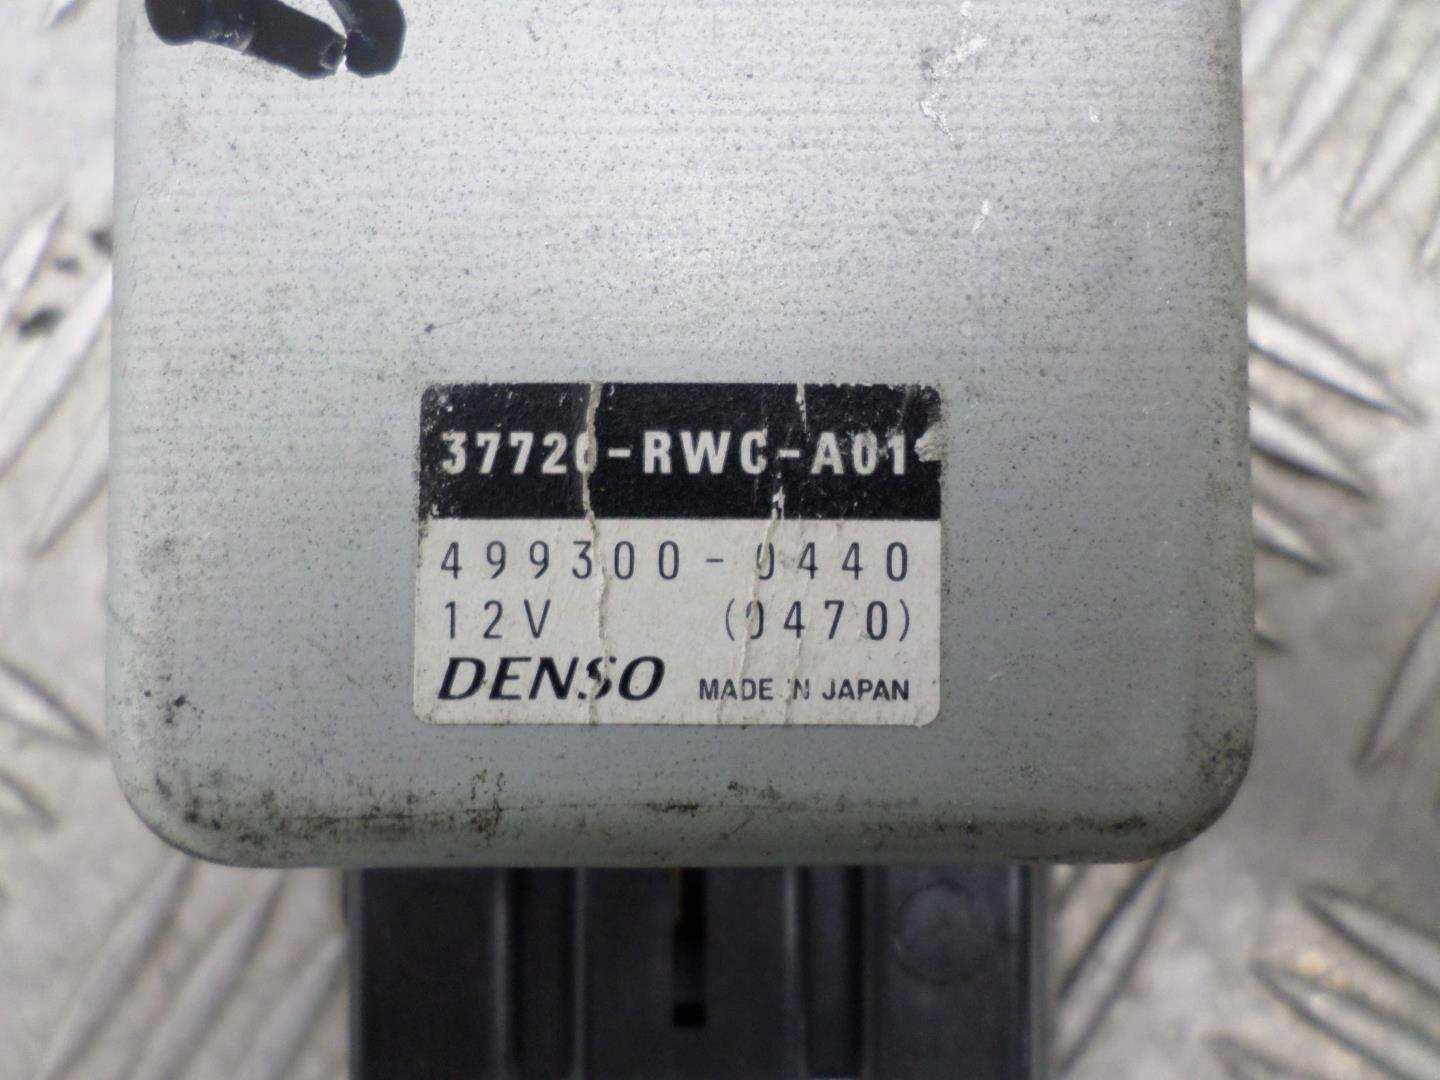 37720-RWC-A01
499300-0440
12V (0470)
DENSO MADE IN JAPAN